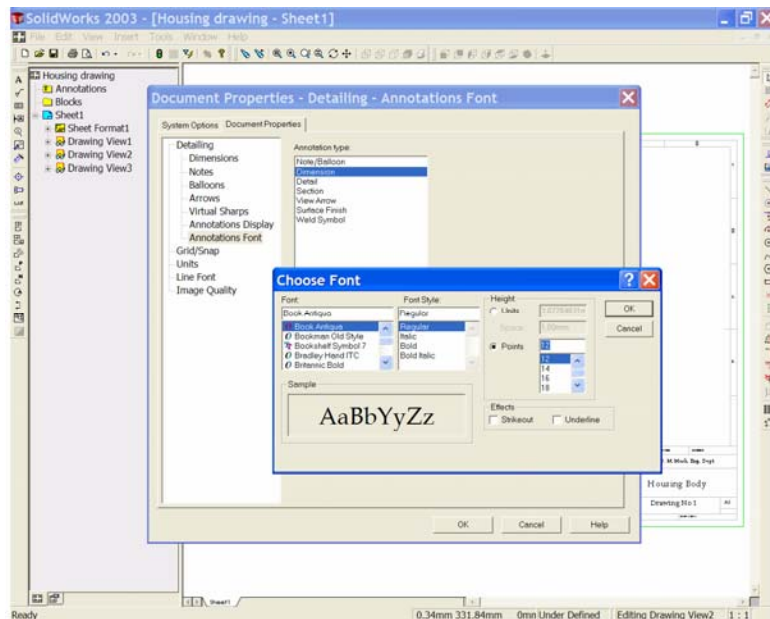 SolidWorks 2003 - [Housing drawing - Sheet1]
File Edit View Insert Tools Window Help
Housing drawing
Annotations
Blocks
Sheet1
Sheet Format1
Drawing View1
Drawing View2
Drawing View3
Document Properties - Detailing - Annotations Font
System Options Document Properties
Detailing
Dimensions
Notes
Balloons
Arrows
Virtual Sharps
Annotations Display
Annotations Font
Grid/Snap
Units
Line Font
Image Quality
Annotation type:
Note/Balloon
Dimension
Detail
Section
View Arrow
Surface Finish
Weld Symbol
Choose Font
Font:
Book Antiqua
Book Antiqua
Bookman Old Style
Bookshelf Symbol 7
Bradley Hand ITC
Britannic Bold
Font Style:
Regular
Regular
Italic
Bold
Bold Italic
Height
Units
Space:
1.00mm
Points
12
12
14
16
18
OK
Cancel
Sample
AaBbYyZz
Effects
Strikeout Underline
OK Cancel Help
Mech. Eng. Dept
Housing Body
Drawing No 1
Sheet1
Ready
0.34mm 331.84mm 0mm Under Defined Editing Drawing View2 1 : 1